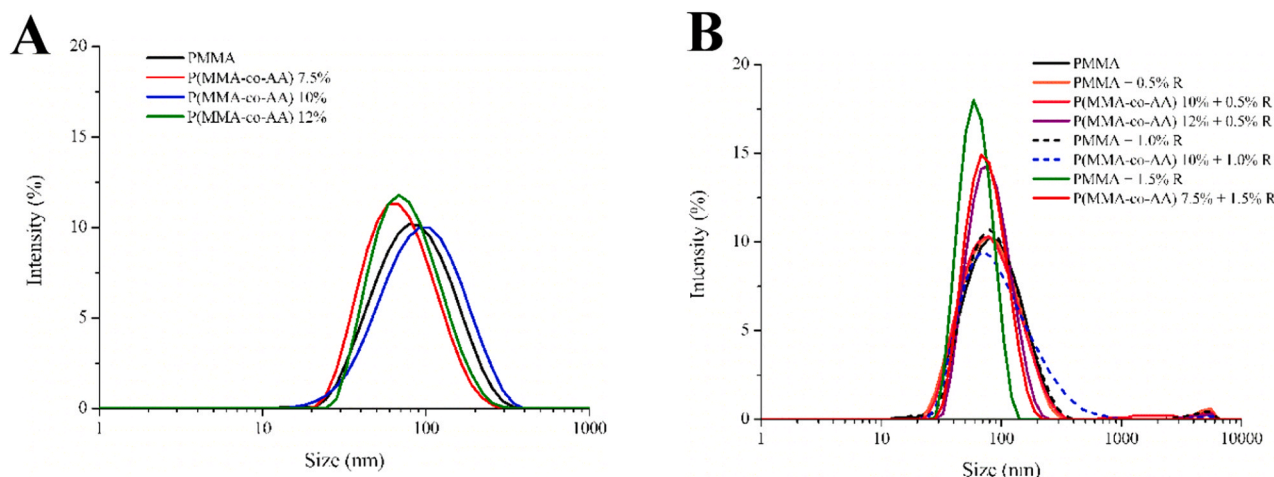 A
20
15
10
5
0
Intensity (%)
PMMA
P(MMA-co-AA) 7.5%
P(MMA-co-AA) 10%
P(MMA-co-AA) 12%
1
10
100
1000
Size (nm)
B
20
15
10
5
0
Intensity (%)
PMMA
PMMA – 0.5% R
P(MMA-co-AA) 10% + 0.5% R
P(MMA-co-AA) 12% + 0.5% R
PMMA – 1.0% R
P(MMA-co-AA) 10% + 1.0% R
PMMA – 1.5% R
P(MMA-co-AA) 7.5% + 1.5% R
1
10
100
1000
10000
Size (nm)